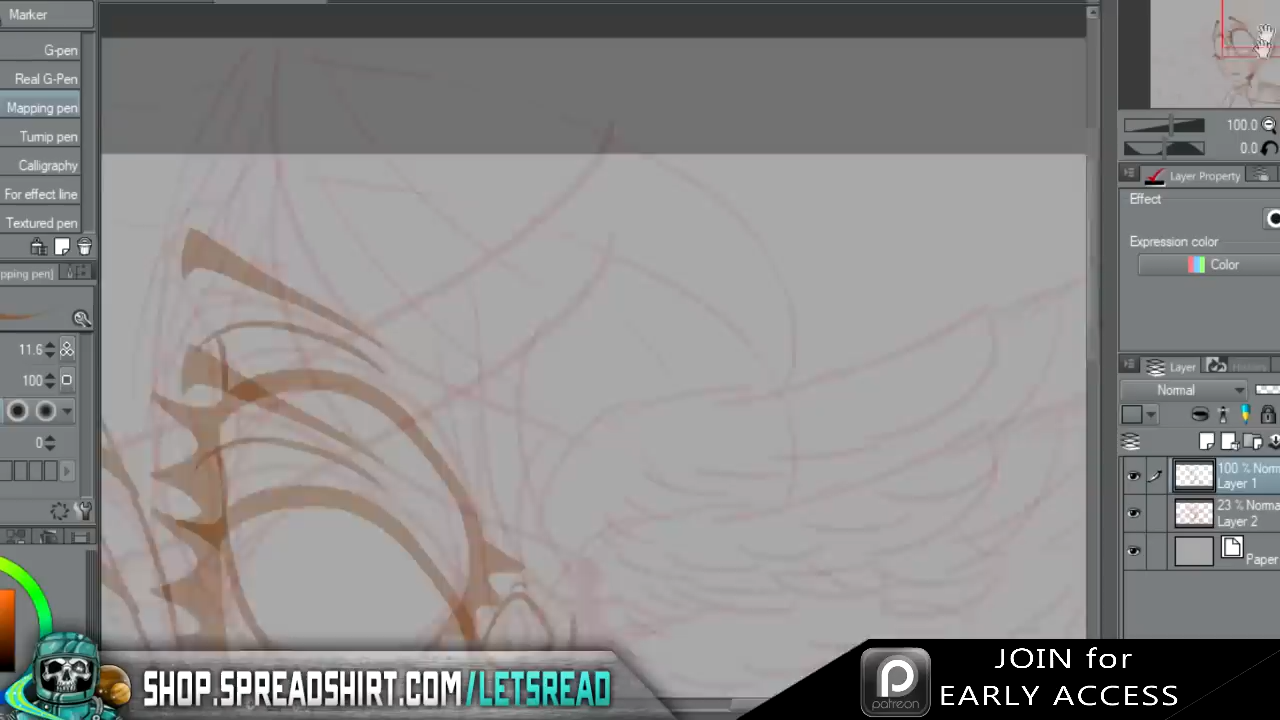 Marker
G-pen
Real G-Pen
Mapping pen
Turnip pen
Calligraphy
For effect line
Textured pen
pping pen]
11.6
100
0
100.0
0.0
Layer Property
Effect
Expression color
Color
Layer
Normal
100 % Norm
Layer 1
23 % Norma
Layer 2
Paper
SHOP.SPREADSHIRT.COM/LETSREAD
patreon
JOIN for
EARLY ACCESS